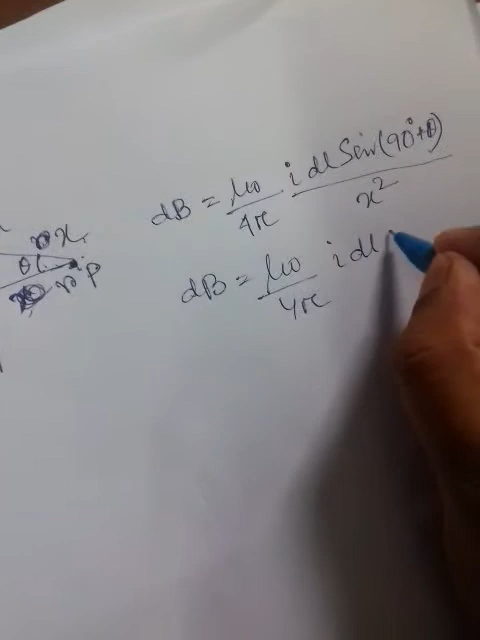 dB = μ0/4π i dl Sin(90°+θ)/x²
x
θ
r P
dB = μ0/4π i dl